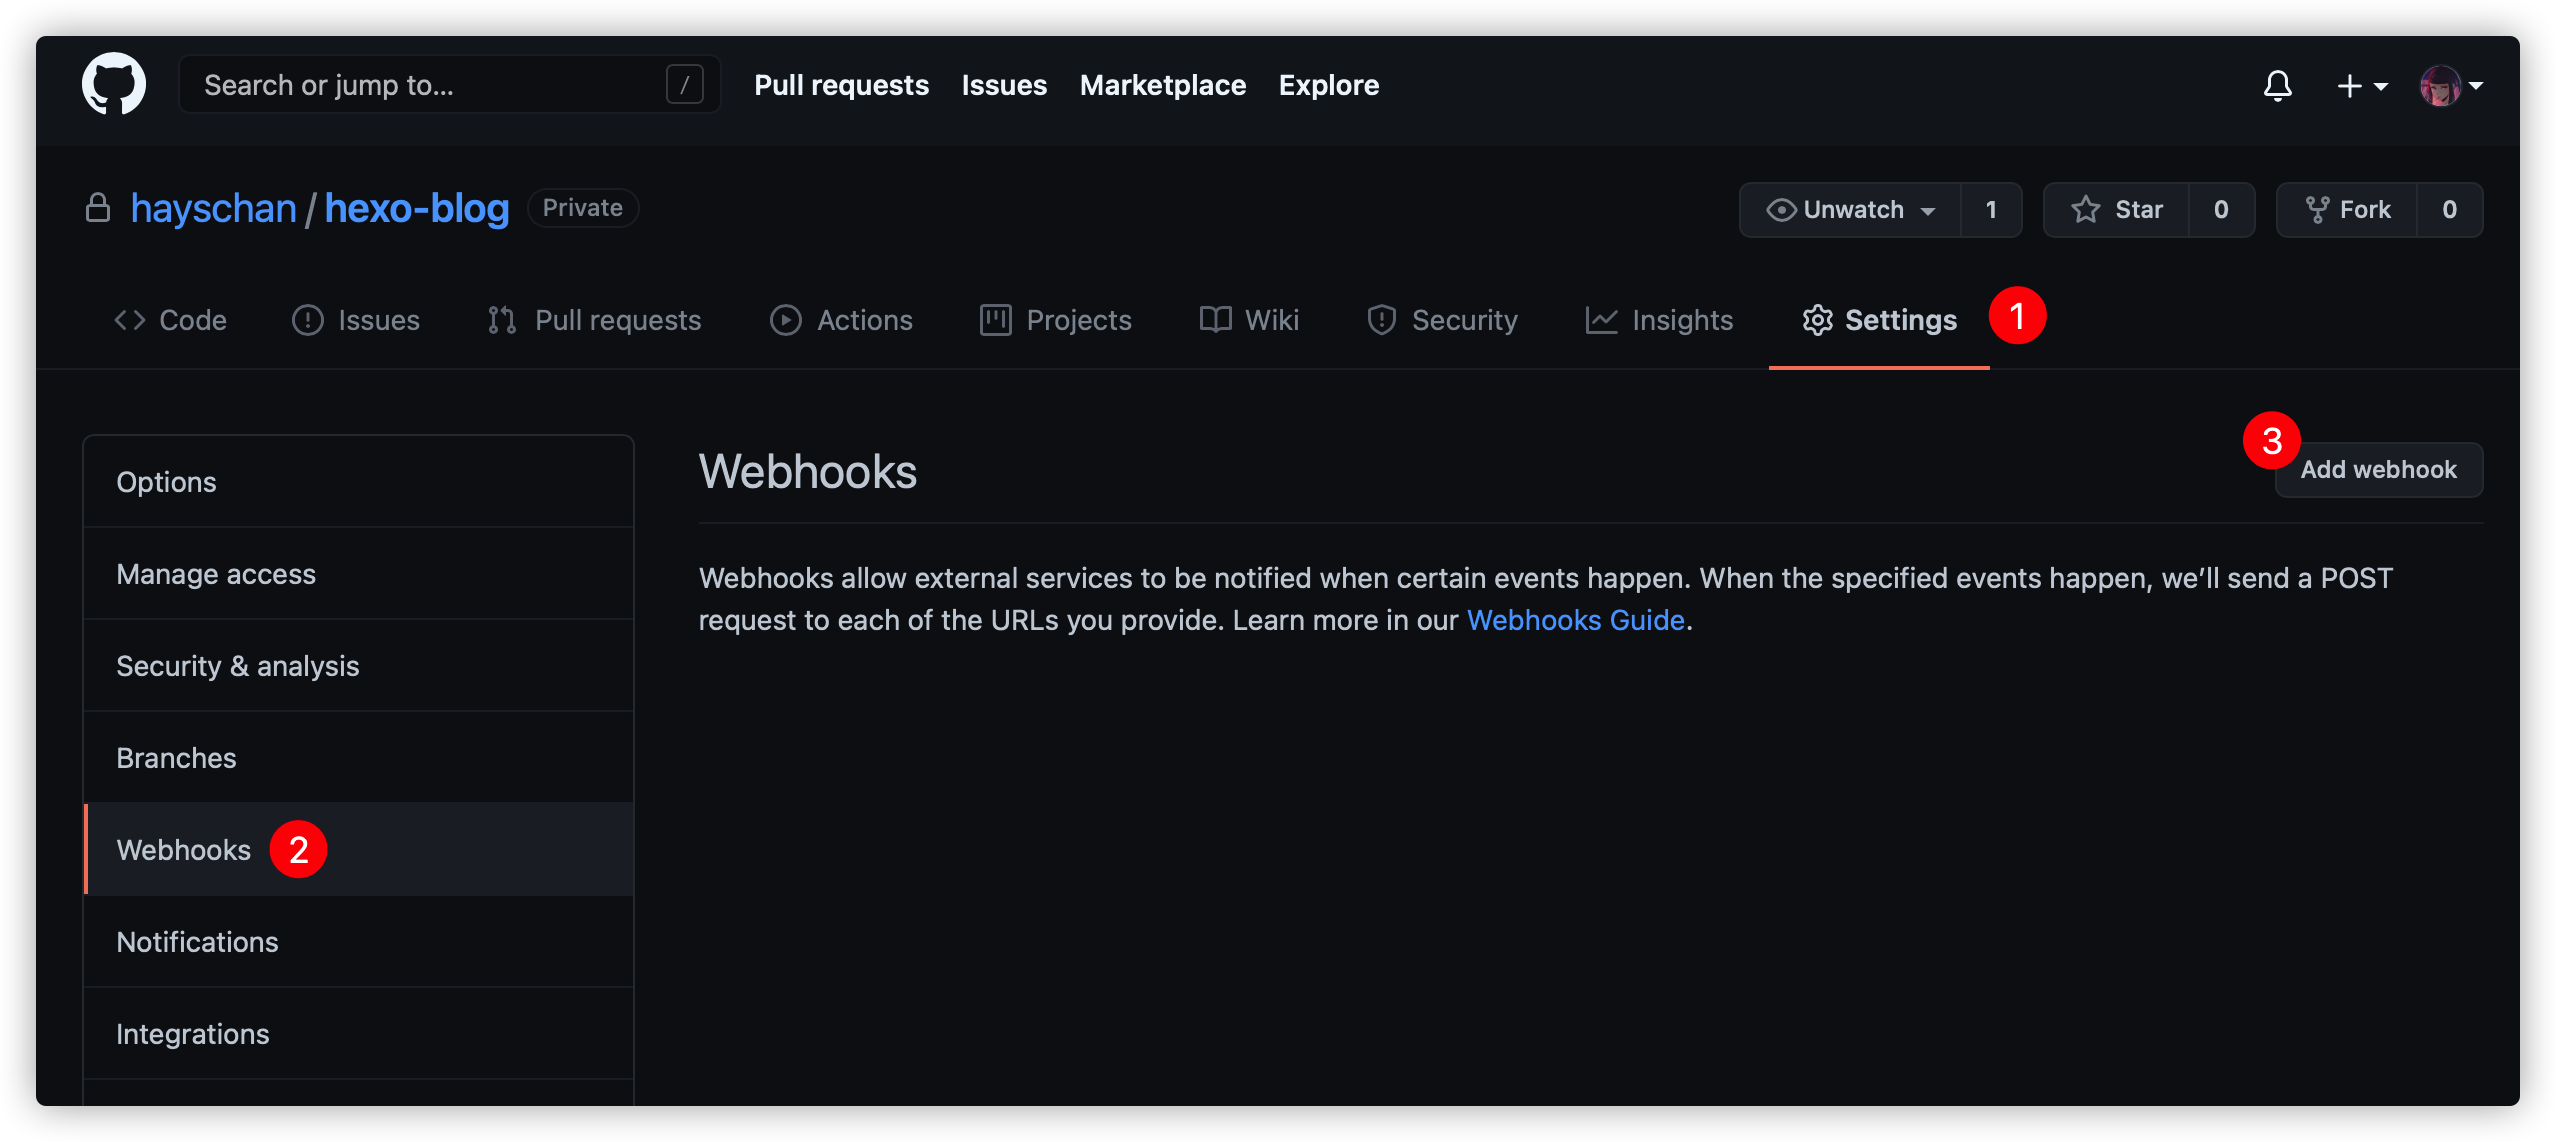 Search or jump to... / Pull requests Issues Marketplace Explore
hayschan / hexo-blog Private Unwatch 1 Star 0 Fork 0
Code Issues Pull requests Actions Projects Wiki Security Insights Settings 1
3
Webhooks Add webhook
Webhooks allow external services to be notified when certain events happen. When the specified events happen, we’ll send a POST
request to each of the URLs you provide. Learn more in our Webhooks Guide.
Options
Manage access
Security & analysis
Branches
Webhooks 2
Notifications
Integrations